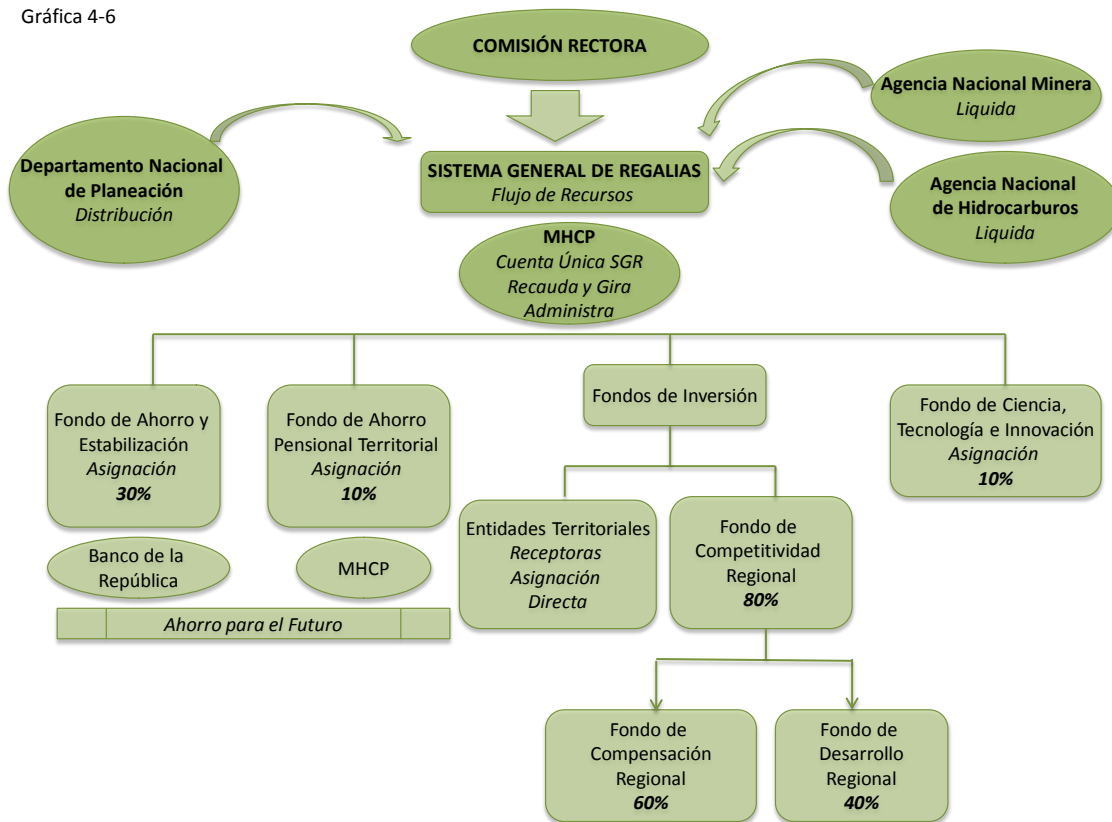 Gráfica 4-6
COMISIÓN RECTORA
Agencia Nacional Minera
Liquida
Departamento Nacional
de Planeación
Distribución
SISTEMA GENERAL DE REGALIAS
Flujo de Recursos
Agencia Nacional
de Hidrocarburos
Liquida
MHCP
Cuenta Única SGR
Recauda y Gira
Administra
Fondo de Ahorro y
Estabilización
Asignación
30%
Fondo de Ahorro
Pensional Territorial
Asignación
10%
Fondos de Inversión
Fondo de Ciencia,
Tecnología e Innovación
Asignación
10%
Banco de la
República
MHCP
Ahorro para el Futuro
Entidades Territoriales
Receptoras
Asignación
Directa
Fondo de
Competitividad
Regional
80%
Fondo de
Compensación
Regional
60%
Fondo de
Desarrollo
Regional
40%